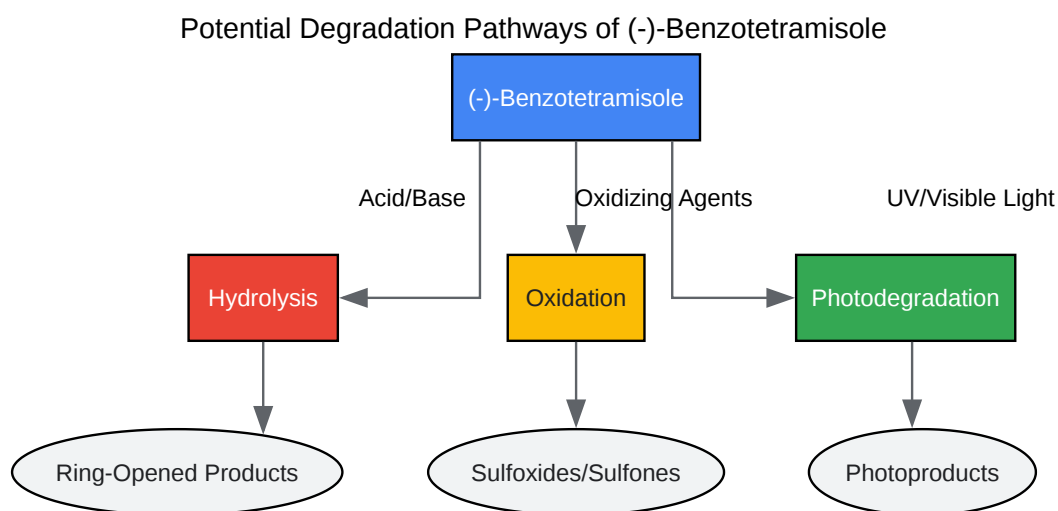 Potential Degradation Pathways of (-)-Benzotetramisole
(-)-Benzotetramisole
Acid/Base
Oxidizing Agents
UV/Visible Light
Hydrolysis
Oxidation
Photodegradation
Ring-Opened Products
Sulfoxides/Sulfones
Photoproducts